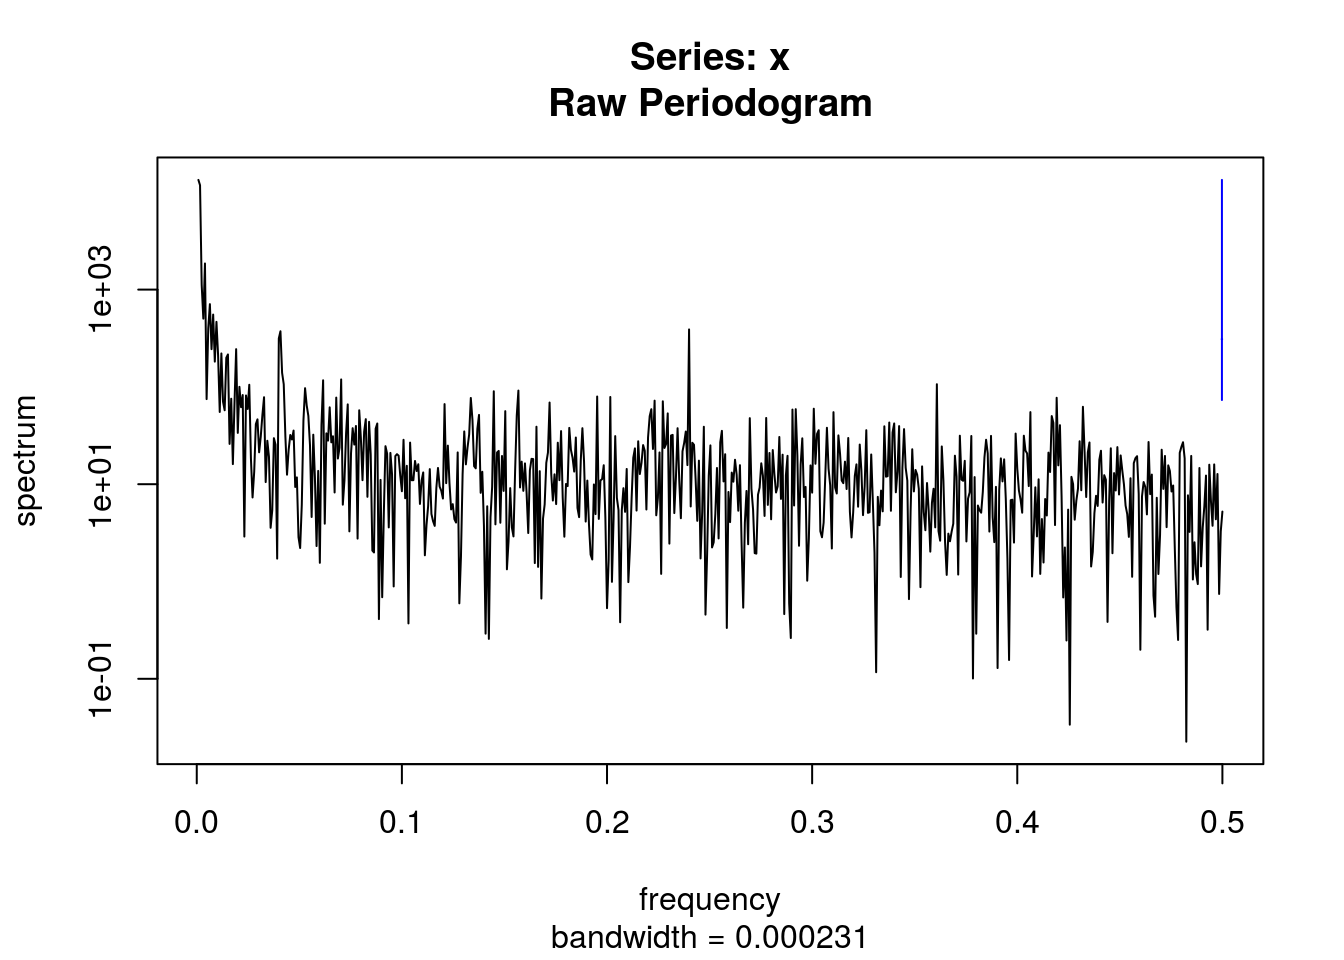 Series: x
Raw Periodogram
spectrum
1e+03
1e+01
1e-01
0.0
0.1
0.2
0.3
0.4
0.5
frequency
bandwidth = 0.000231